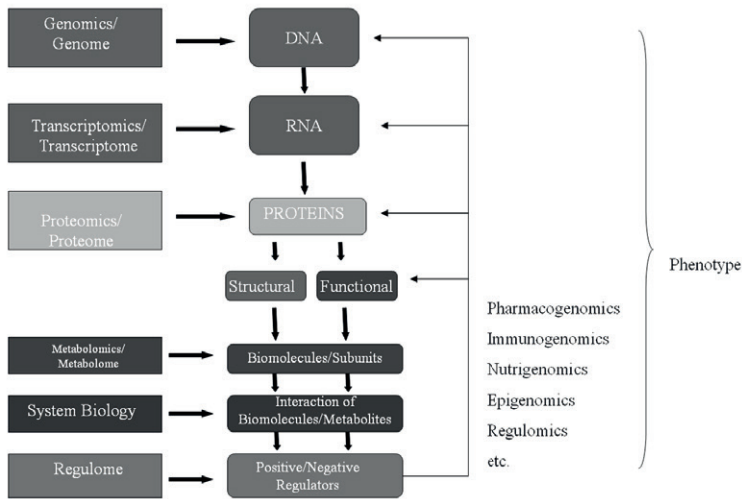 Genomics/
Genome
DNA
Transcriptomics/
Transcriptome
RNA
Proteomics/
Proteome
PROTEINS
Structural
Functional
Phenotype
Pharmacogenomics
Immunogenomics
Nutrigenomics
Epigenomics
Regulomics
etc.
Metabolomics/
Metabolome
Biomolecules/Subunits
System Biology
Interaction of
Biomolecules/Metabolites
Regulome
Positive/Negative
Regulators